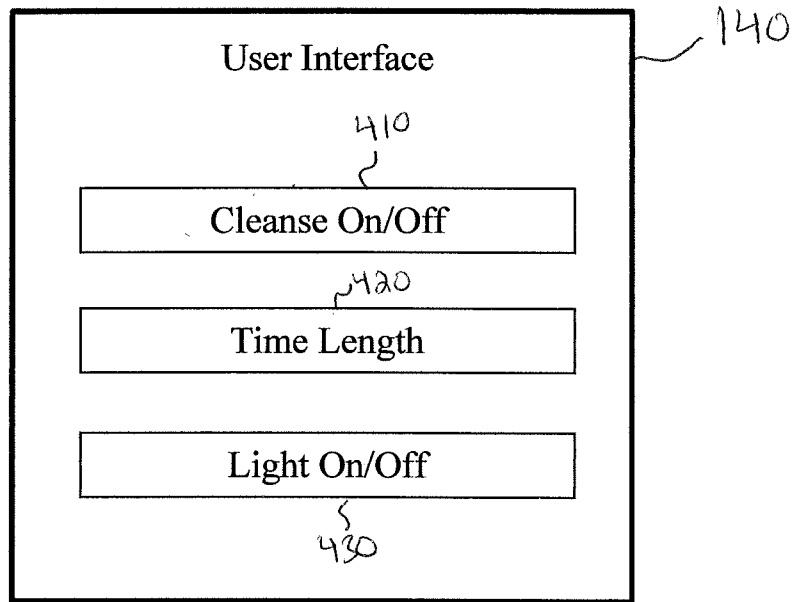 140
User Interface
410
Cleanse On/Off
420
Time Length
Light On/Off
430